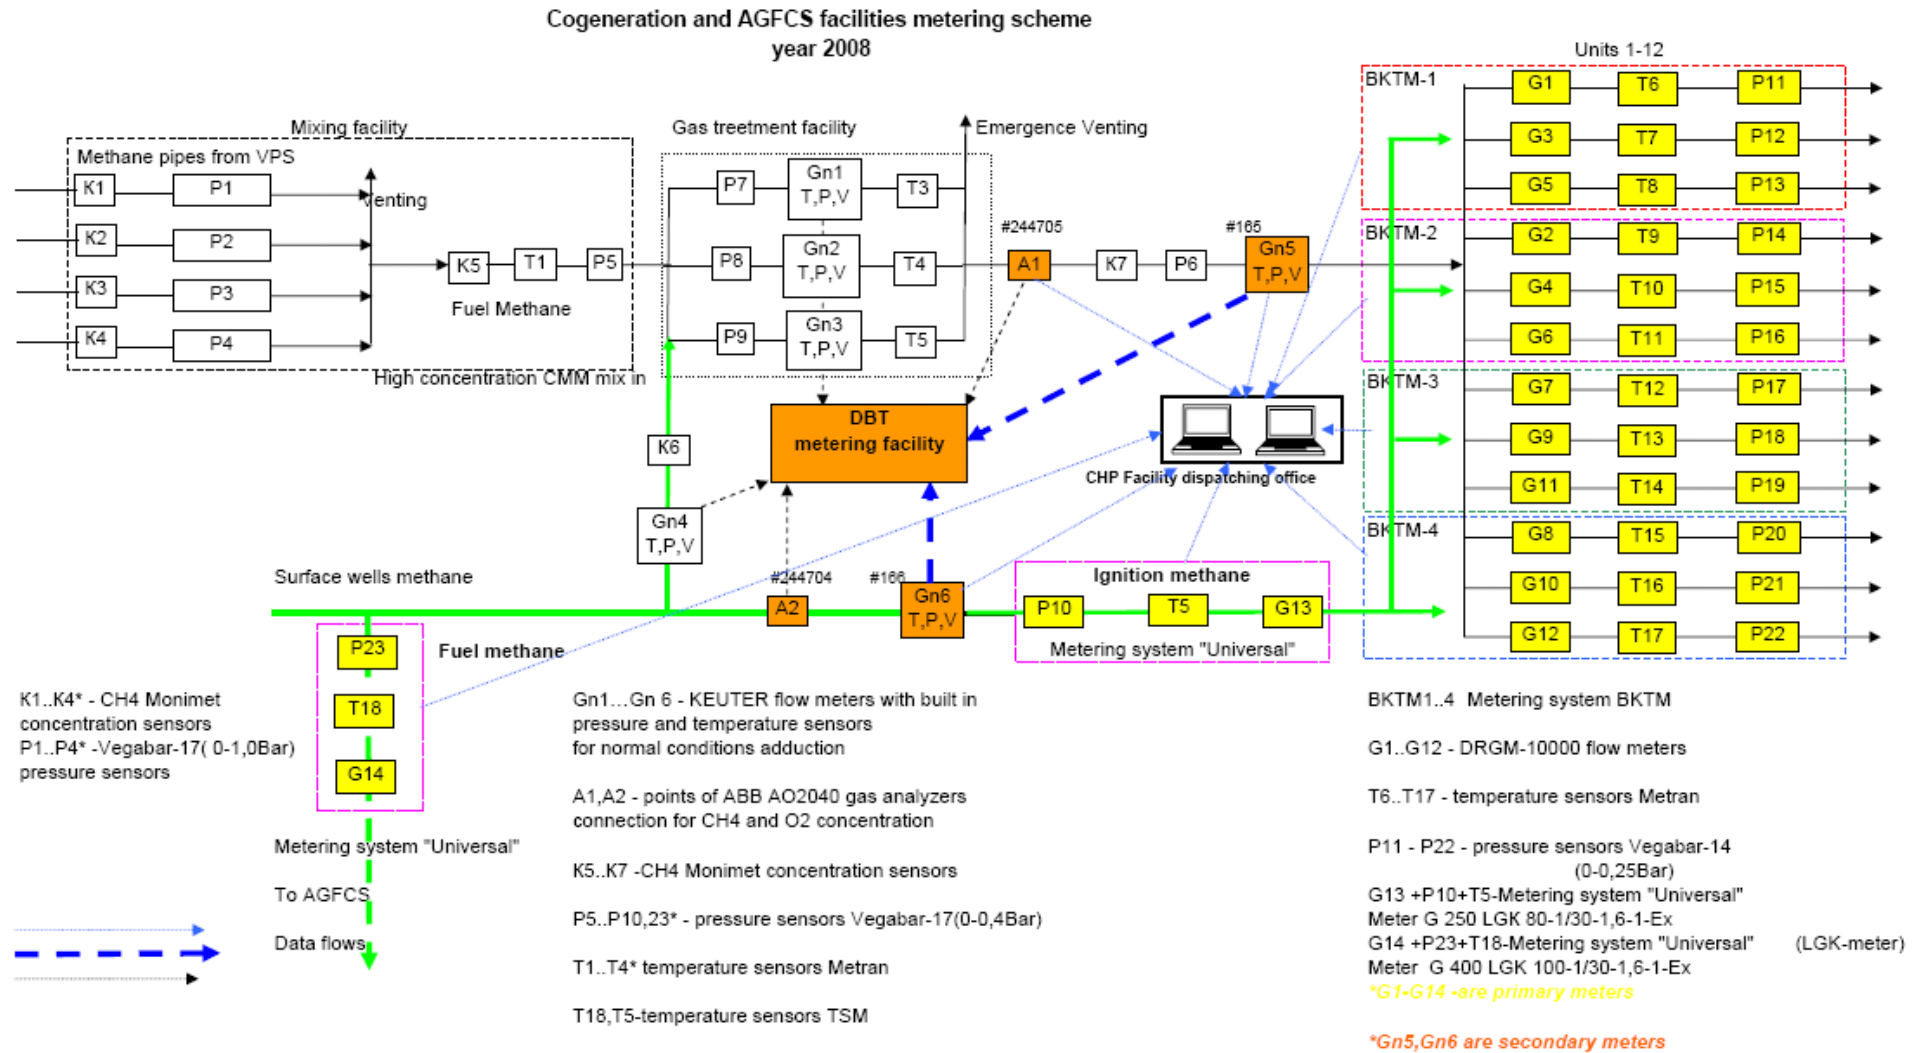 Cogeneration and AGFCS facilities metering scheme
year 2008
Units 1-12
Mixing facility
Methane pipes from VPS
K1
P1
Venting
K2
P2
K3
P3
K4
P4
K5
T1
P5
Fuel Methane
High concentration CMM mix in
Gas treetment facility
Emergence Venting
P7
Gn1
T,P,V
T3
P8
Gn2
T,P,V
T4
P9
Gn3
T,P,V
T5
#244705
A1
K7
P6
#165
Gn5
T,P,V
BKTM-1
G1
T6
P11
G3
T7
P12
G5
T8
P13
BKTM-2
G2
T9
P14
G4
T10
P15
G6
T11
P16
BKTM-3
G7
T12
P17
G9
T13
P18
G11
T14
P19
BKTM-4
G8
T15
P20
G10
T16
P21
G12
T17
P22
DBT
metering facility
CHP Facility dispatching office
K6
Gn4
T,P,V
Surface wells methane
#244704
A2
#166
Gn6
T,P,V
Ignition methane
P10
T5
G13
Metering system "Universal"
P23
Fuel methane
T18
G14
Metering system "Universal"
To AGFCS
Data flows
K1..K4* - CH4 Monimet
concentration sensors
P1..P4* -Vegabar-17( 0-1,0Bar)
pressure sensors
Gn1...Gn 6 - KEUTER flow meters with built in
pressure and temperature sensors
for normal conditions adduction
A1,A2 - points of ABB AO2040 gas analyzers
connection for CH4 and O2 concentration
K5..K7 -CH4 Monimet concentration sensors
P5..P10,23* - pressure sensors Vegabar-17(0-0,4Bar)
T1..T4* temperature sensors Metran
T18,T5-temperature sensors TSM
BKTM1..4 Metering system BKTM
G1..G12 - DRGM-10000 flow meters
T6..T17 - temperature sensors Metran
P11 - P22 - pressure sensors Vegabar-14
(0-0,25Bar)
G13 +P10+T5-Metering system "Universal"
Meter G 250 LGK 80-1/30-1,6-1-Ex
G14 +P23+T18-Metering system "Universal" (LGK-meter)
Meter G 400 LGK 100-1/30-1,6-1-Ex
*G1-G14 -are primary meters
*Gn5,Gn6 are secondary meters